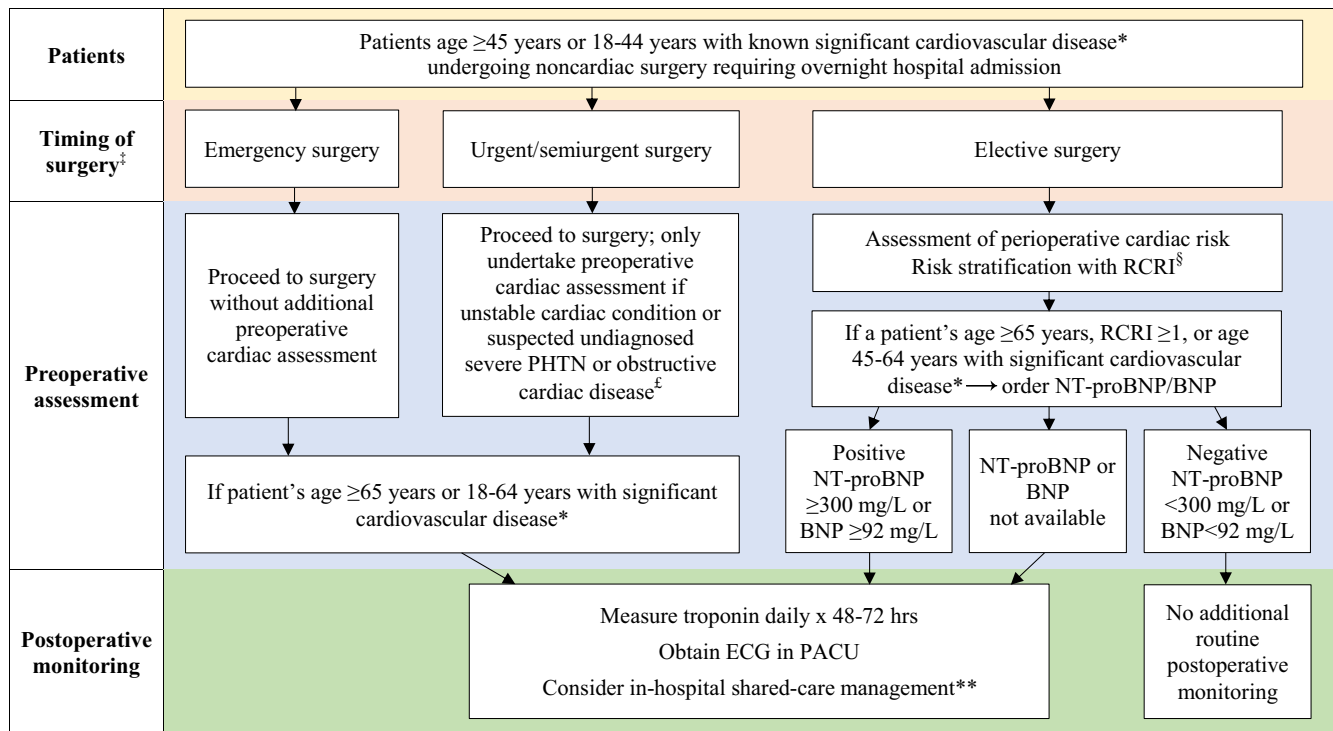 Patients
Patients age ≥45 years or 18-44 years with known significant cardiovascular disease*
undergoing noncardiac surgery requiring overnight hospital admission
Timing of
surgery‡
Emergency surgery
Urgent/semiurgent surgery
Elective surgery
Preoperative
assessment
Proceed to surgery
without additional
preoperative
cardiac assessment
Proceed to surgery; only
undertake preoperative
cardiac assessment if
unstable cardiac condition or
suspected undiagnosed
severe PHTN or obstructive
cardiac disease£
Assessment of perioperative cardiac risk
Risk stratification with RCRI§
If a patient's age ≥65 years, RCRI ≥1, or age
45-64 years with significant cardiovascular
disease* → order NT-proBNP/BNP
If patient's age ≥65 years or 18-64 years with significant
cardiovascular disease*
Positive
NT-proBNP
≥300 mg/L or
BNP ≥92 mg/L
NT-proBNP or
BNP
not available
Negative
NT-proBNP
<300 mg/L or
BNP<92 mg/L
Postoperative
monitoring
Measure troponin daily x 48-72 hrs
Obtain ECG in PACU
Consider in-hospital shared-care management**
No additional
routine
postoperative
monitoring